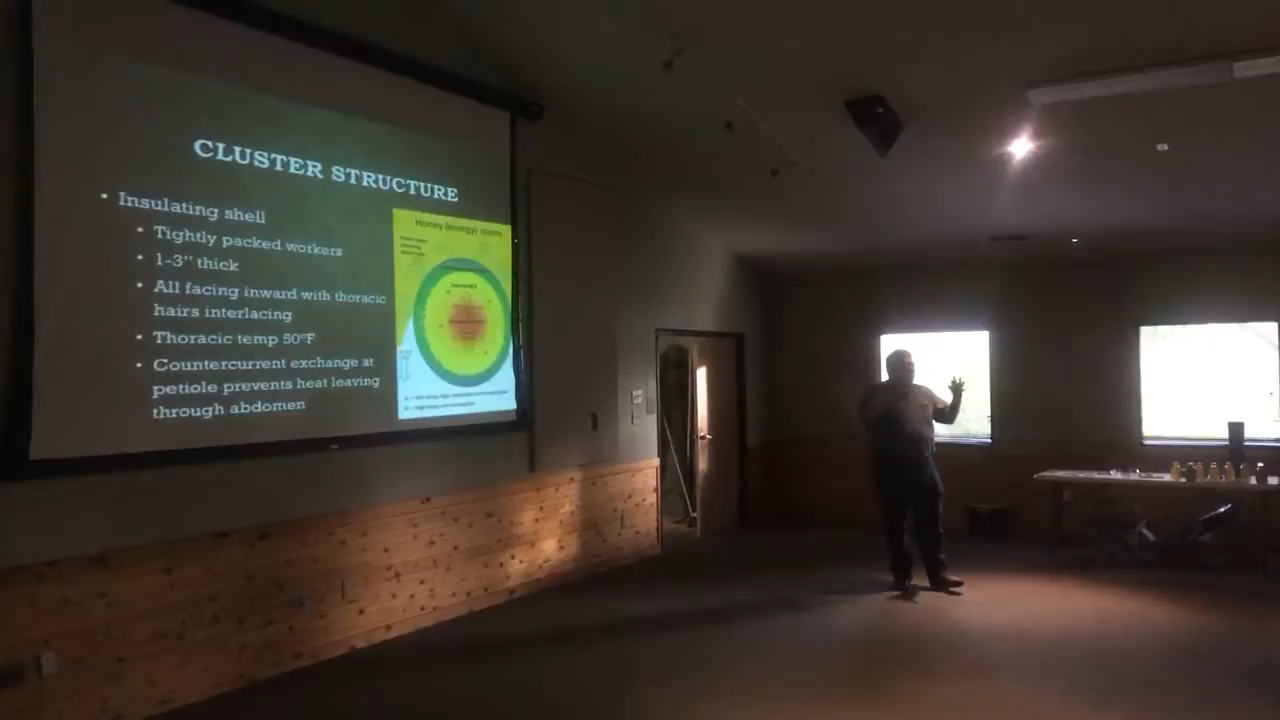 CLUSTER STRUCTURE
• Insulating shell
• Tightly packed workers
• 1-3" thick
• All facing inward with thoracic
hairs interlacing
• Thoracic temp 50°F
• Countercurrent exchange at
petiole prevents heat leaving
through abdomen
Honey (energy) stores